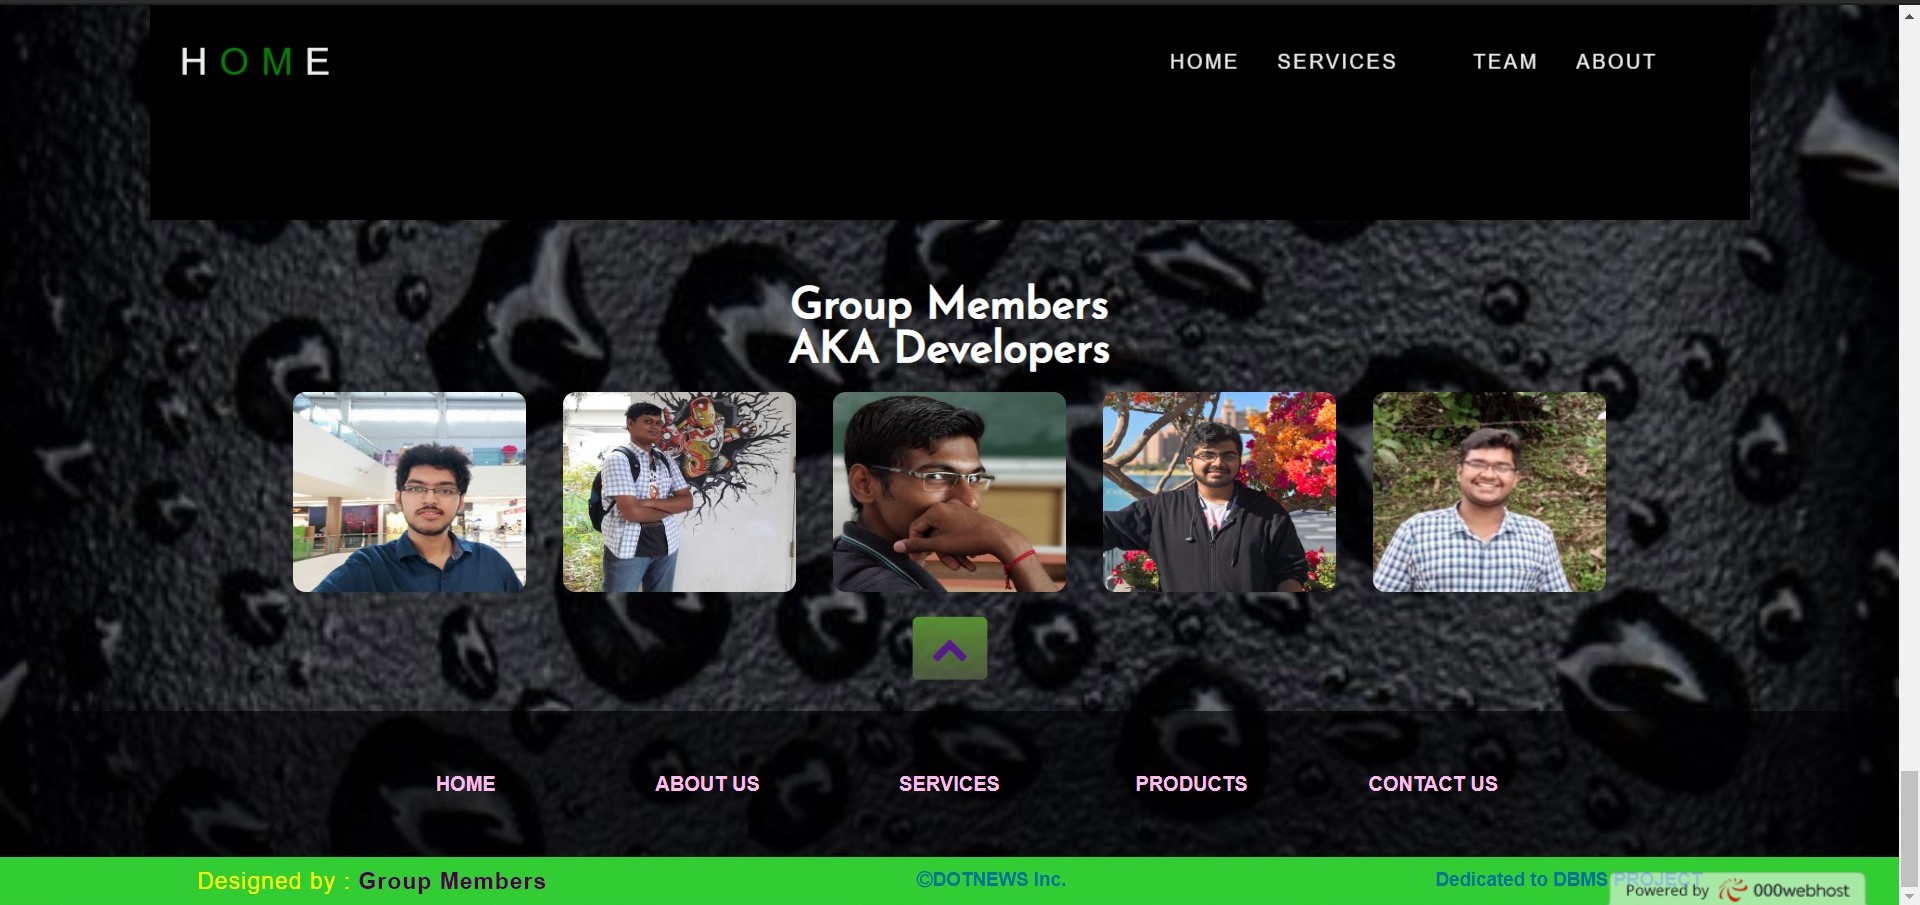 HOME
HOME SERVICES TEAM ABOUT
Group Members
AKA Developers
HOME ABOUT US SERVICES PRODUCTS CONTACT US
Designed by : Group Members ©DOTNEWS Inc. Dedicated to DBMS PROJECT
Powered by 000webhost